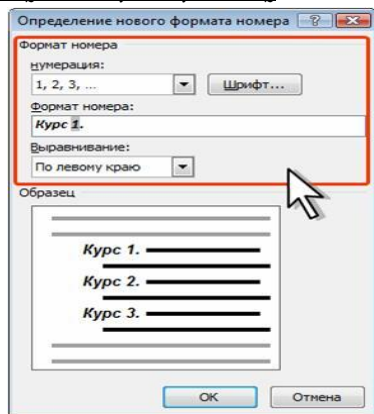 Определение нового формата номера
Формат номера
нумерация:
1, 2, 3, ...
Шрифт...
Формат номера:
Курс 1.
Выравнивание:
По левому краю
Образец
Курс 1.
Курс 2.
Курс 3.
ОК
Отмена